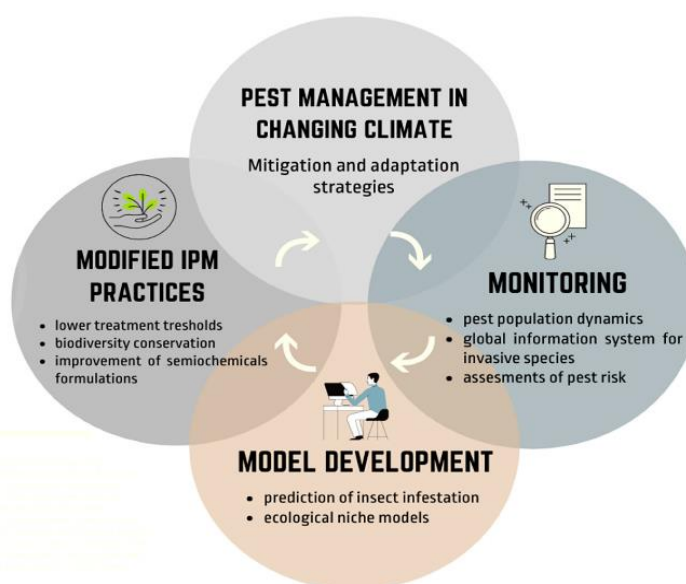 PEST MANAGEMENT IN
CHANGING CLIMATE
Mitigation and adaptation
strategies
MODIFIED IPM
PRACTICES
• lower treatment tresholds
• biodiversity conservation
• improvement of semiochemicals
formulations
MONITORING
• pest population dynamics
• global information system for
invasive species
• assesments of pest risk
MODEL DEVELOPMENT
• prediction of insect infestation
• ecological niche models